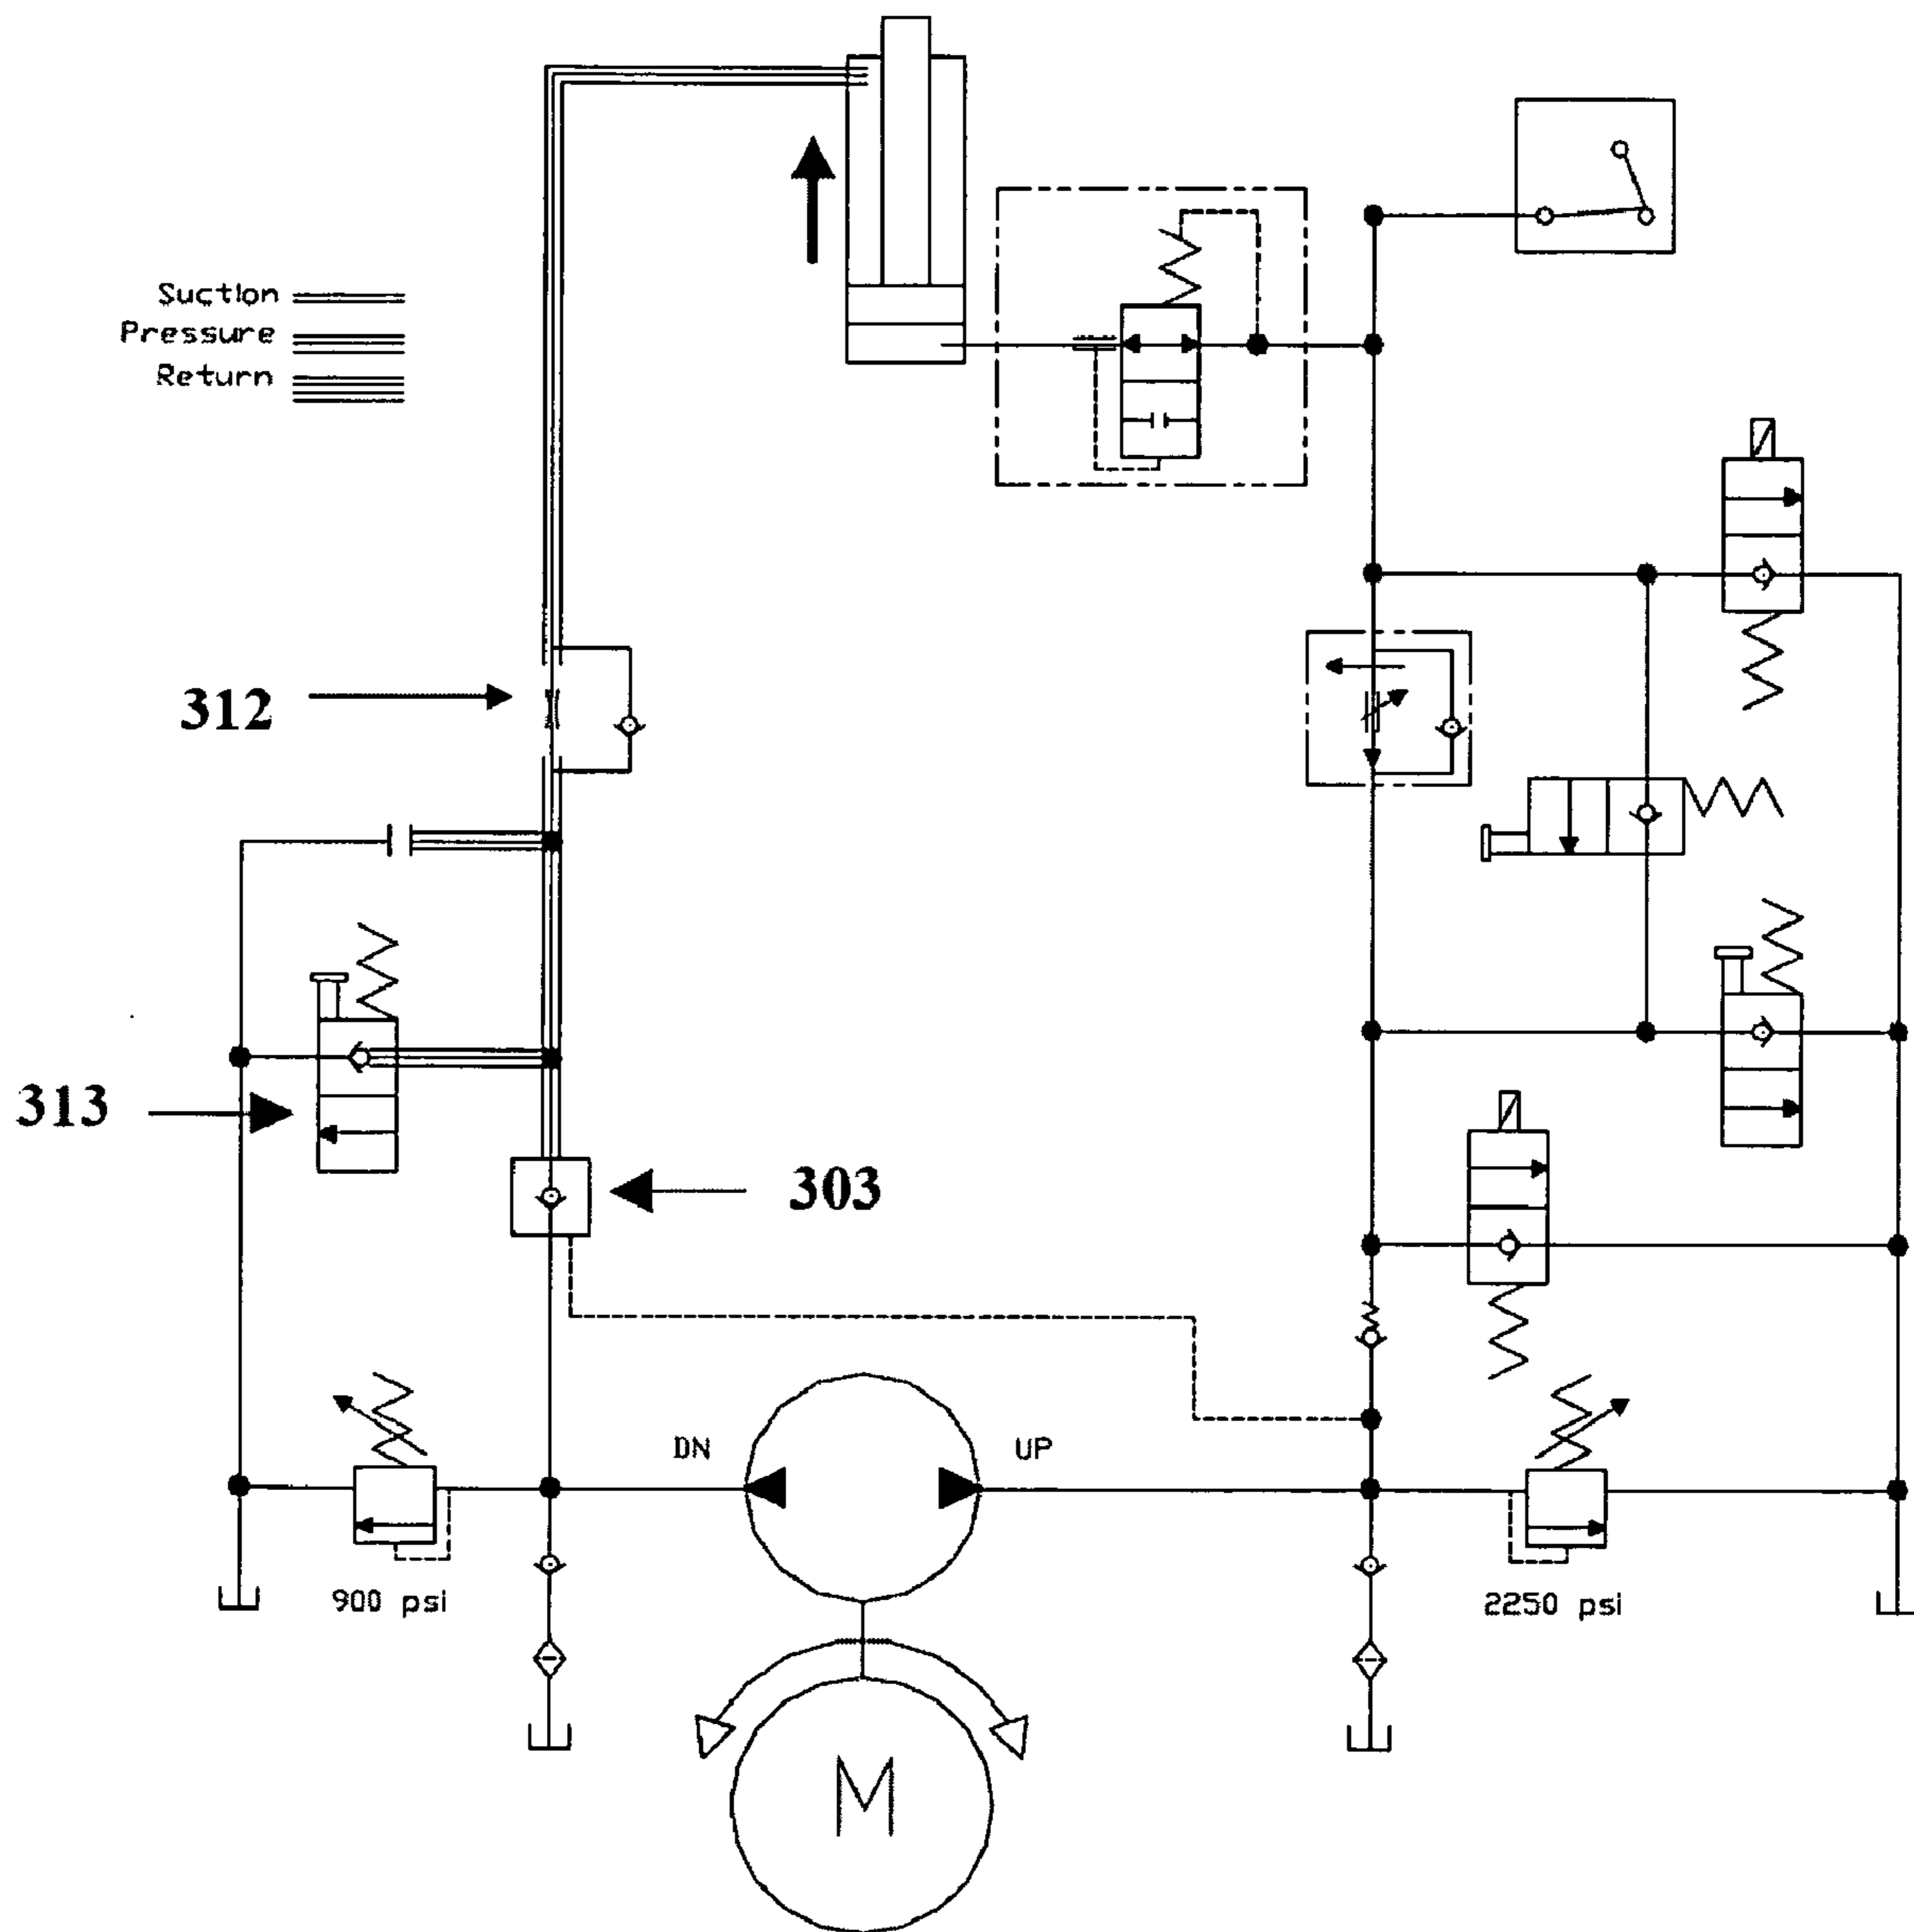 Suction
Pressure
Return
312
313
303
DN
UP
900 psi
2250 psi
M